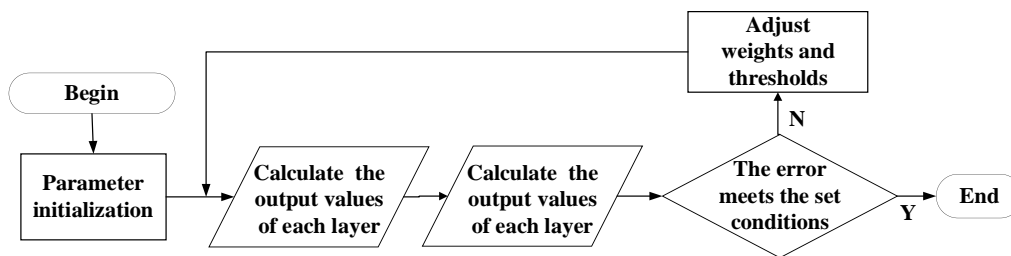 Begin
Parameter
initialization
Calculate the
output values
of each layer
Calculate the
output values
of each layer
The error
meets the set
conditions
N
Adjust
weights and
thresholds
Y
End